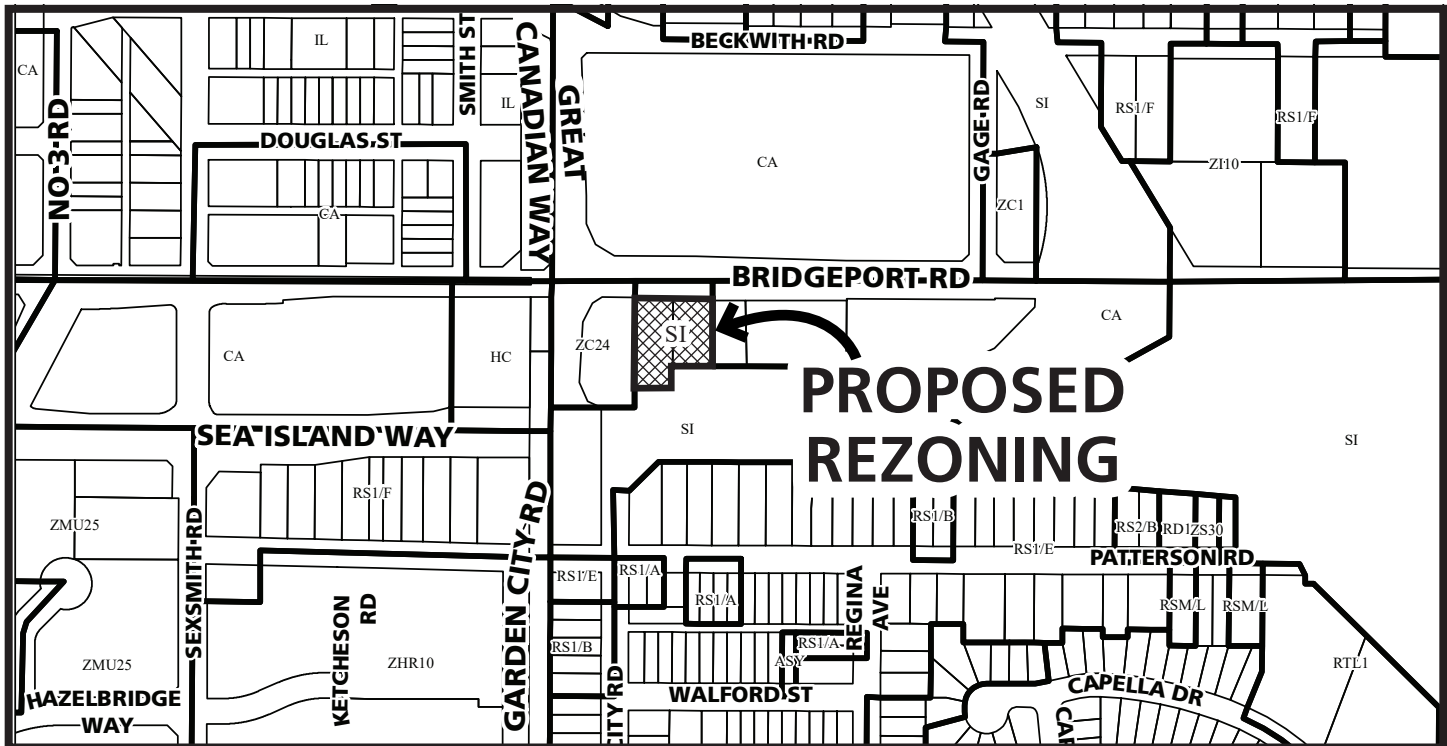 SMITH ST
CANADIAN WAY
IL
BECKWITH RD
CA
SI
GREAT
IL
RS1/F
RS1/F
NO 3 RD
DOUGLAS ST
CA
GAGE RD
ZI10
CA
ZC1
BRIDGEPORT RD
CA
HC
ZC24
SI
CA
PROPOSED
REZONING
SEA ISLAND WAY
SI
SI
RS1/F
GARDEN CITY RD
ZMU25
SEXSMITH RD
RS1/B
RS2/B
RD1
ZS30
RS1/E
PATTERSON RD
RS1/E
RS1/A
RS1/A
REGINA
AVE
RSM/L
RSM/L
KETCHESON
RD
ZMU25
ZHR10
RS1/B
RS1/A
ASY
RTL1
HAZELBRIDGE
WAY
CITY RD
WALFORD ST
CAPELLA DR